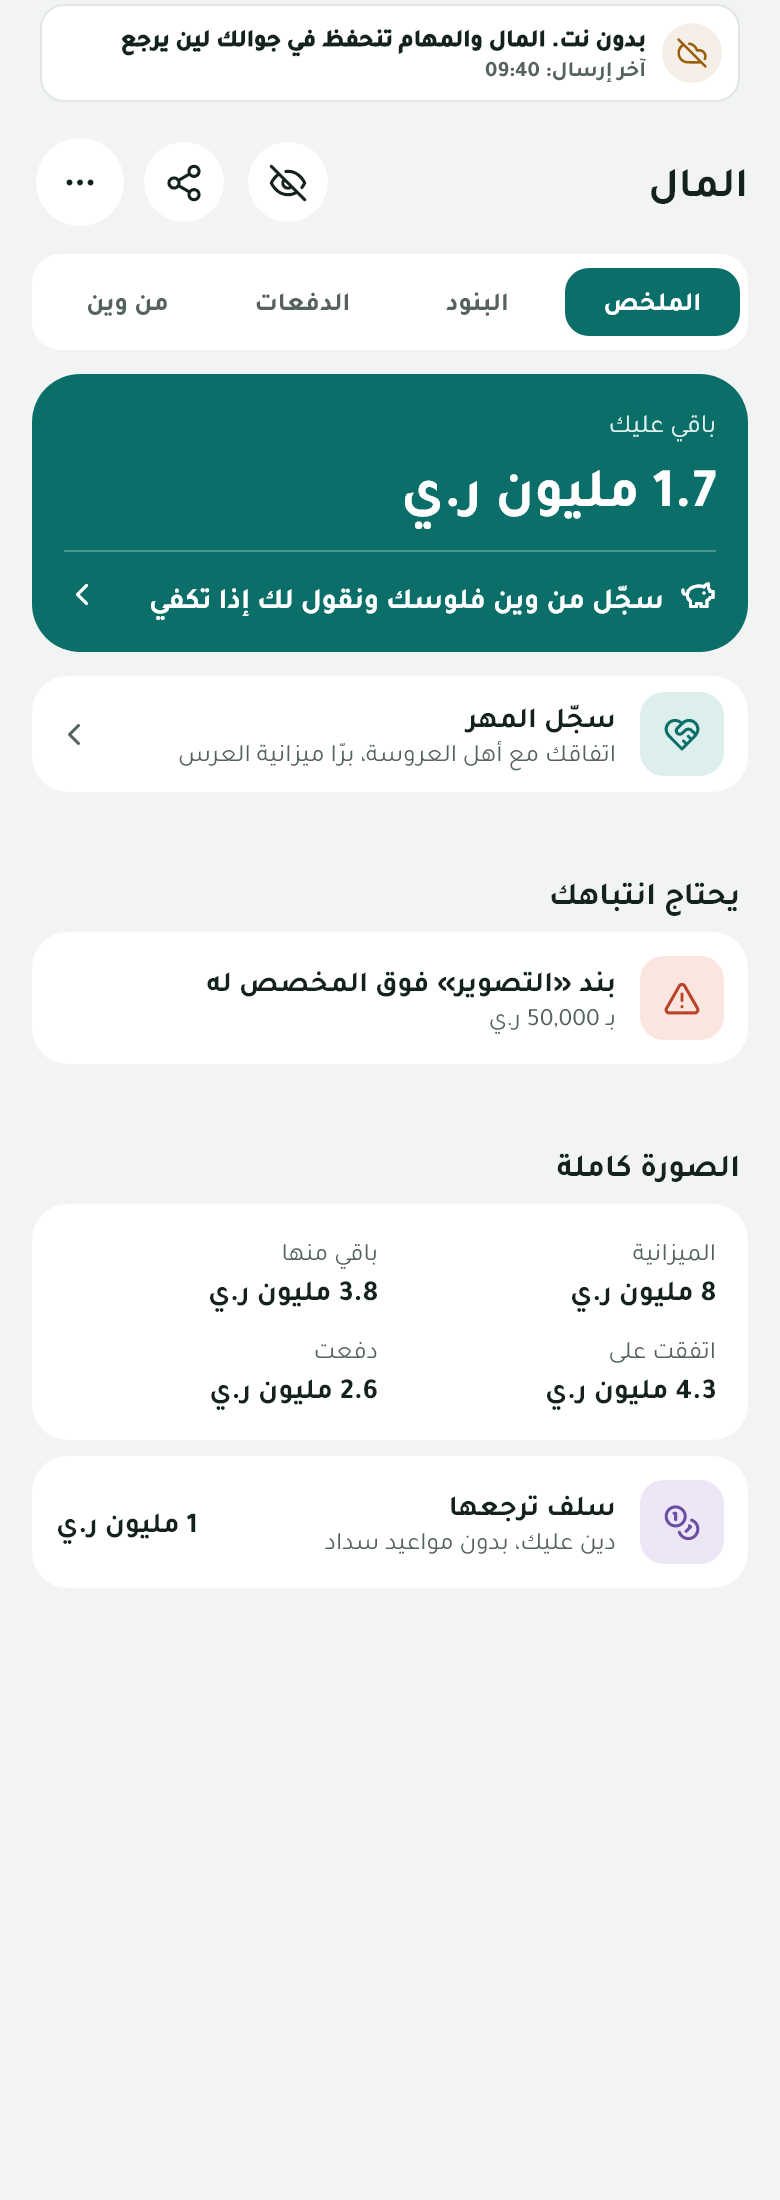 بدون نت. المال والمهام تنحفظ في جوالك لين يرجع
آخر إرسال: 09:40
المال
الملخص
البنود
الدفعات
من وين
باقي عليك
1.7 مليون ر.ي
سجّل من وين فلوسك ونقول لك إذا تكفي
سجّل المهر
اتفاقك مع أهل العروسة، برّا ميزانية العرس
يحتاج انتباهك
بند «التصوير» فوق المخصص له
بـ 50,000 ر.ي
الصورة كاملة
الميزانية
8 مليون ر.ي
باقي منها
3.8 مليون ر.ي
اتفقت على
4.3 مليون ر.ي
دفعت
2.6 مليون ر.ي
سلف ترجعها
دين عليك، بدون مواعيد سداد
1 مليون ر.ي